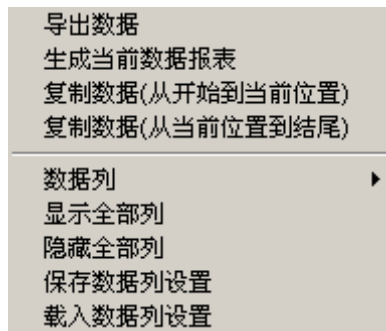 导出数据
生成当前数据报表
复制数据(从开始到当前位置)
复制数据(从当前位置到结尾)
数据列
显示全部列
隐藏全部列
保存数据列设置
载入数据列设置